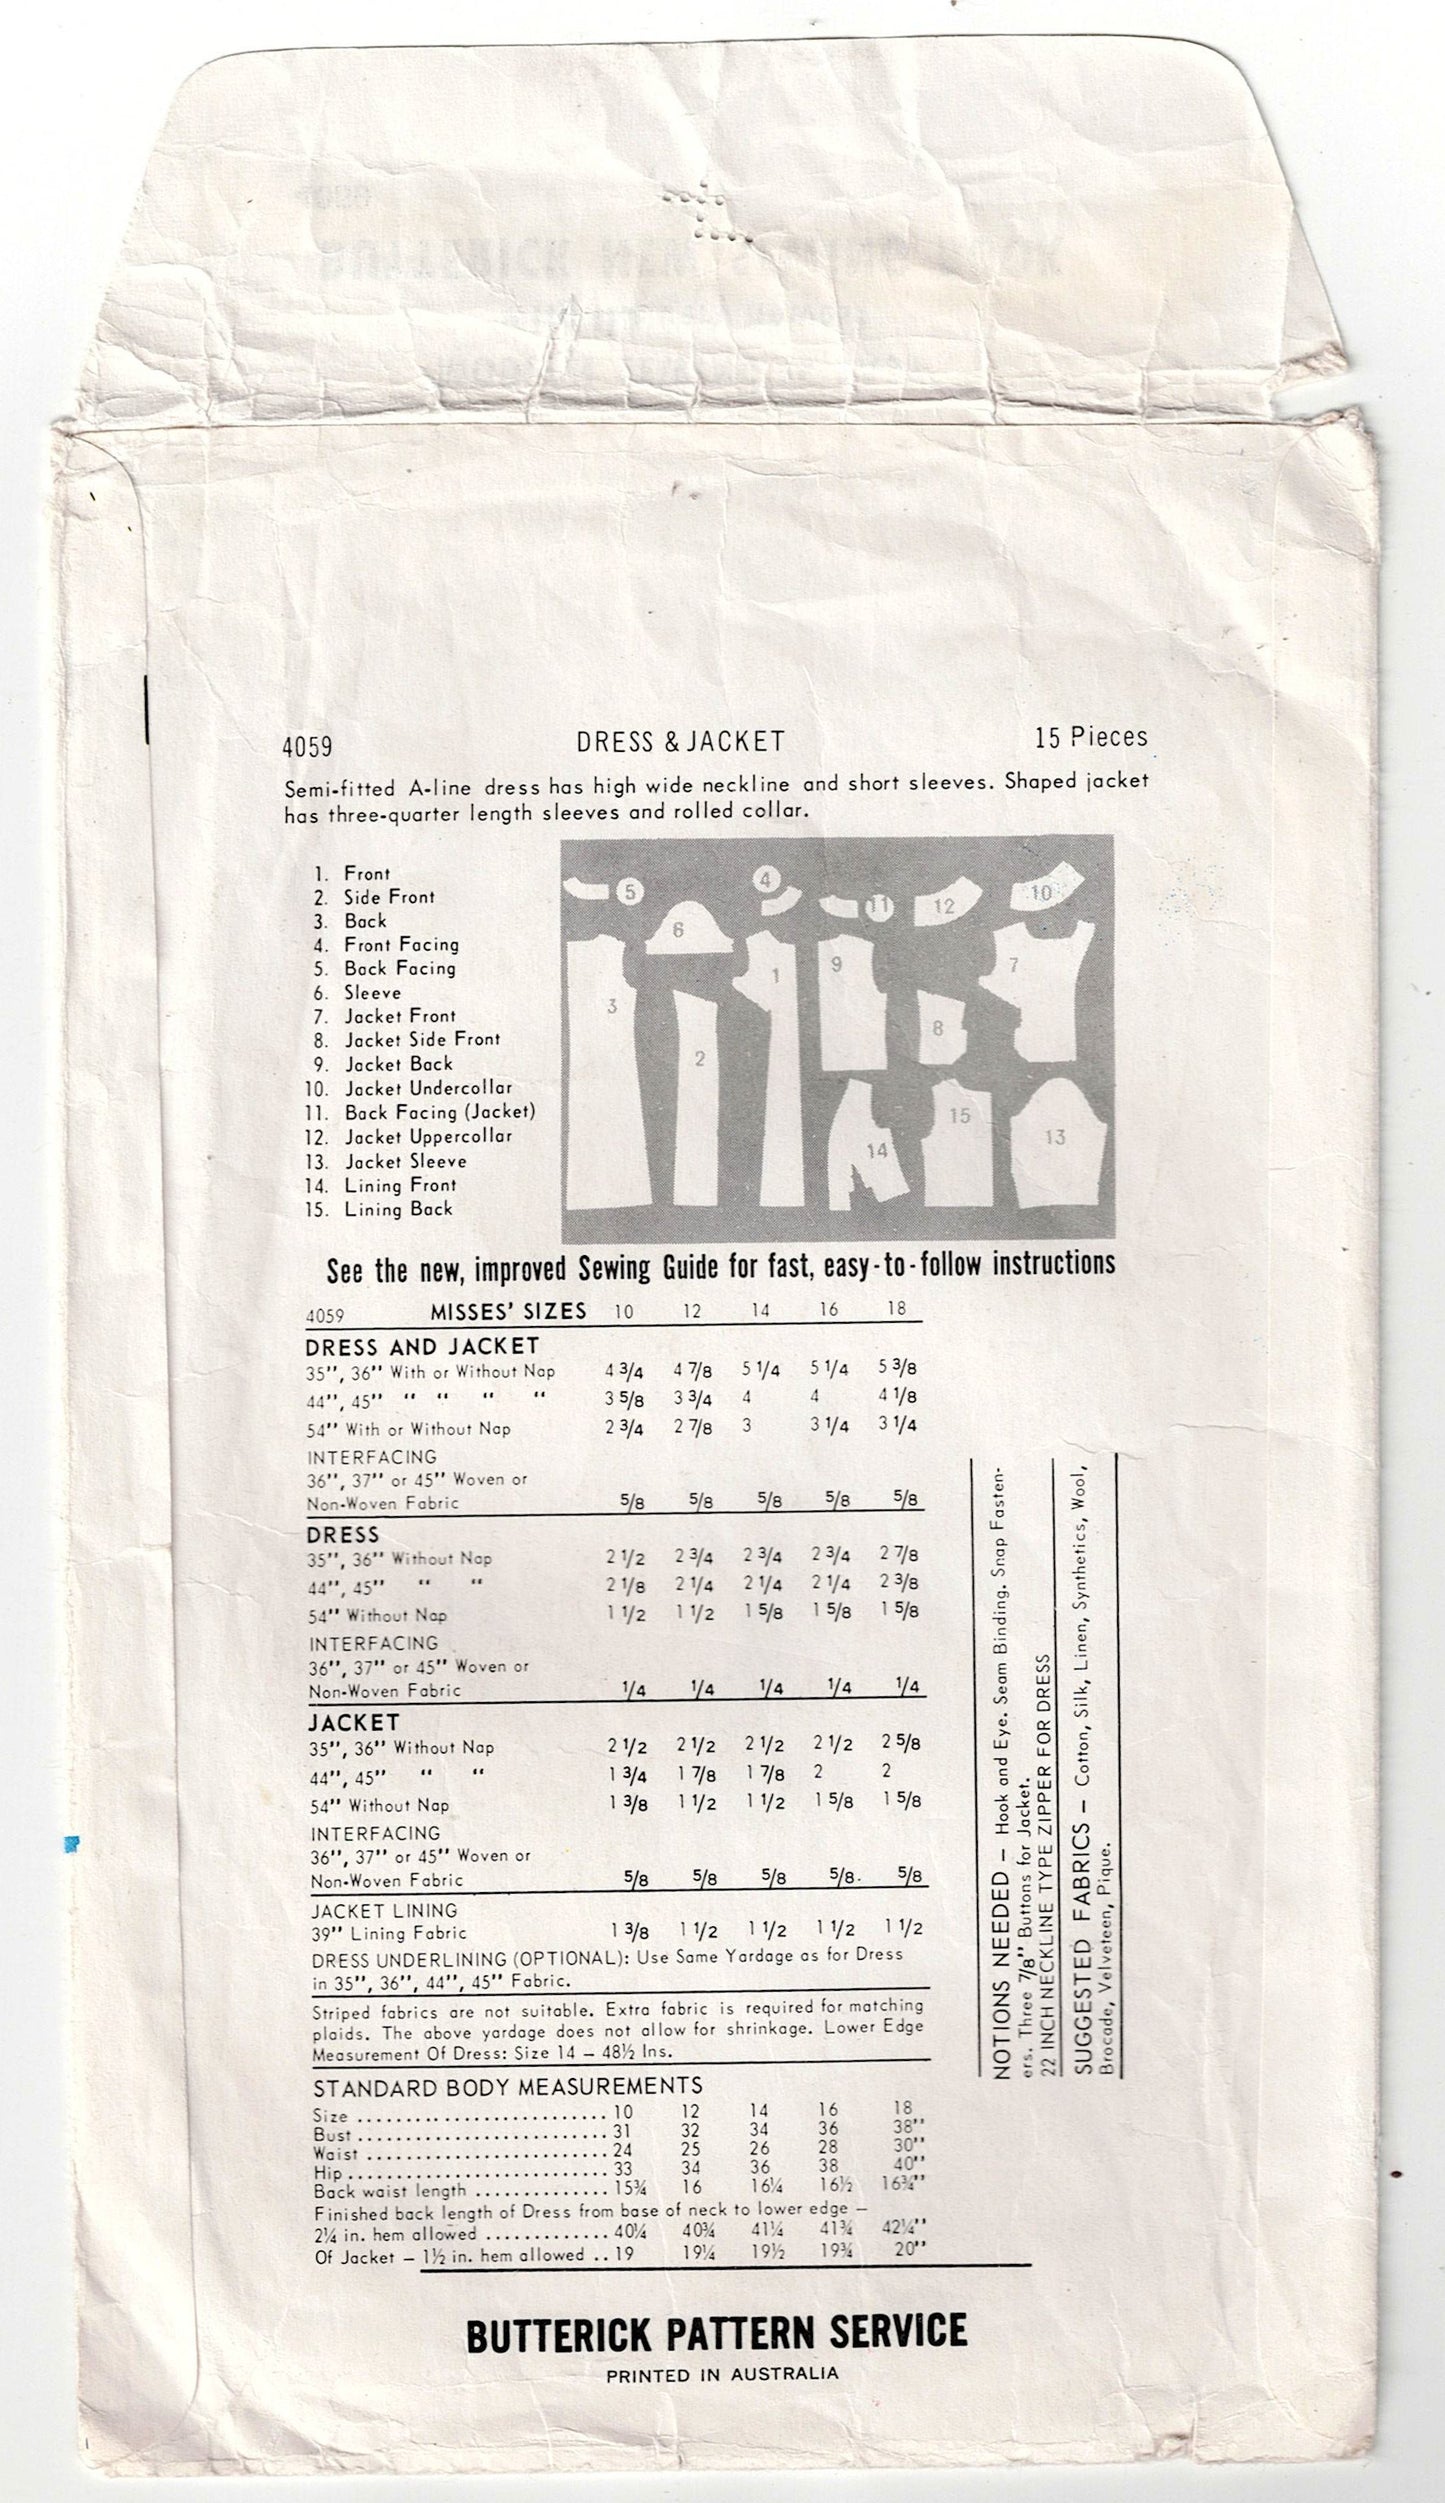 4059 DRESS & JACKET 15 Pieces
Semi-fitted A-line dress has high wide neckline and short sleeves. Shaped jacket
has three-quarter length sleeves and rolled collar.
1. Front
2. Side Front
3. Back
4. Front Facing
5. Back Facing
6. Sleeve
7. Jacket Front
8. Jacket Side Front
9. Jacket Back
10. Jacket Undercollar
11. Back Facing (Jacket)
12. Jacket Uppercollar
13. Jacket Sleeve
14. Lining Front
15. Lining Back
5 4 11 12 10
6
3 2 1 9 8 7
14 15 13
See the new, improved Sewing Guide for fast, easy-to-follow instructions
4059 MISSES' SIZES 10 12 14 16 18
DRESS AND JACKET
35'', 36'' With or Without Nap 4 3/4 4 7/8 5 1/4 5 1/4 5 3/8
44'', 45'' “ “ “ “ 3 5/8 3 3/4 4 4 4 1/8
54'' With or Without Nap 2 3/4 2 7/8 3 3 1/4 3 1/4
INTERFACING
36'', 37'' or 45'' Woven or
Non-Woven Fabric 5/8 5/8 5/8 5/8 5/8
DRESS
35'', 36'' Without Nap 2 1/2 2 3/4 2 3/4 2 3/4 2 7/8
44'', 45'' “ “ 2 1/8 2 1/4 2 1/4 2 1/4 2 3/8
54'' Without Nap 1 1/2 1 1/2 1 5/8 1 5/8 1 5/8
INTERFACING
36'', 37'' or 45'' Woven or
Non-Woven Fabric 1/4 1/4 1/4 1/4 1/4
JACKET
35'', 36'' Without Nap 2 1/2 2 1/2 2 1/2 2 1/2 2 5/8
44'', 45'' “ “ 1 3/4 1 7/8 1 7/8 2 2
54'' Without Nap 1 3/8 1 1/2 1 1/2 1 5/8 1 5/8
INTERFACING
36'', 37'' or 45'' Woven or
Non-Woven Fabric 5/8 5/8 5/8 5/8. 5/8
JACKET LINING
39'' Lining Fabric 1 3/8 1 1/2 1 1/2 1 1/2 1 1/2
DRESS UNDERLINING (OPTIONAL): Use Same Yardage as for Dress
in 35'', 36'', 44'', 45'' Fabric.
Striped fabrics are not suitable. Extra fabric is required for matching
plaids. The above yardage does not allow for shrinkage. Lower Edge
Measurement Of Dress: Size 14 – 48½ Ins.
STANDARD BODY MEASUREMENTS
Size ........................... 10 12 14 16 18
Bust ........................... 31 32 34 36 38''
Waist .......................... 24 25 26 28 30''
Hip ............................ 33 34 36 38 40''
Back waist length .............. 15¾ 16 16¼ 16½ 16¾''
Finished back length of Dress from base of neck to lower edge –
2¼ in. hem allowed ............. 40¼ 40¾ 41¼ 41¾ 42¼''
Of Jacket – 1½ in. hem allowed .. 19 19¼ 19½ 19¾ 20''
NOTIONS NEEDED – Hook and Eye. Seam Binding. Snap Fasten-
ers. Three 7/8'' Buttons for Jacket.
22 INCH NECKLINE TYPE ZIPPER FOR DRESS
SUGGESTED FABRICS – Cotton, Silk, Linen, Synthetics, Wool,
Brocade, Velveteen, Pique.
BUTTERICK PATTERN SERVICE
PRINTED IN AUSTRALIA